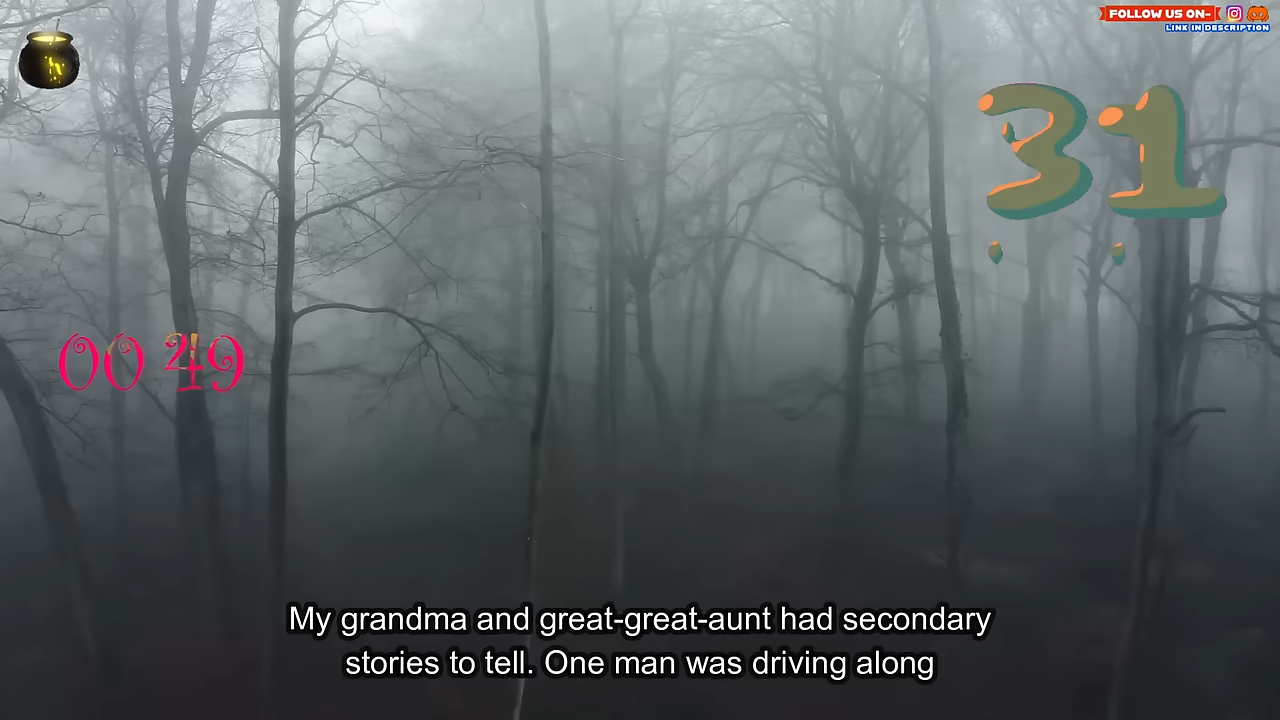 FOLLOW US ON-
LINK IN DESCRIPTION
31
00 49
My grandma and great-great-aunt had secondary
stories to tell. One man was driving along